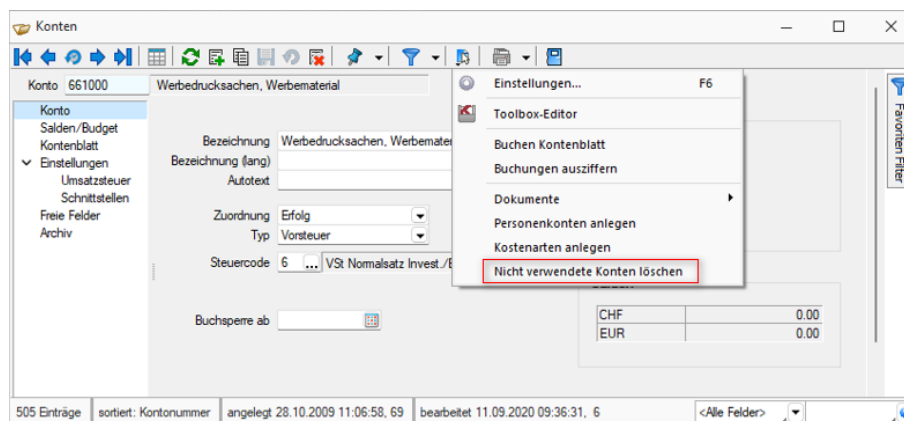 Konten
Konto 661000 Werbedrucksachen, Werbematerial
Konto
Salden/Budget
Kontenblatt
Einstellungen
Umsatzsteuer
Schnittstellen
Freie Felder
Archiv
Bezeichnung Werbedrucksachen, Werbemater
Bezeichnung (lang)
Autotext
Zuordnung Erfolg
Typ Vorsteuer
Steuercode 6 ... VSt Normalsatz Invest./B
Buchsperre ab
Einstellungen... F6
Toolbox-Editor
Buchen Kontenblatt
Buchungen ausziffern
Dokumente
Personenkonten anlegen
Kostenarten anlegen
Nicht verwendete Konten löschen
CHF 0.00
EUR 0.00
Favoriten Filter
505 Einträge sortiert: Kontonummer angelegt 28.10.2009 11:06:58, 69 bearbeitet 11.09.2020 09:36:31, 6 <Alle Felder>